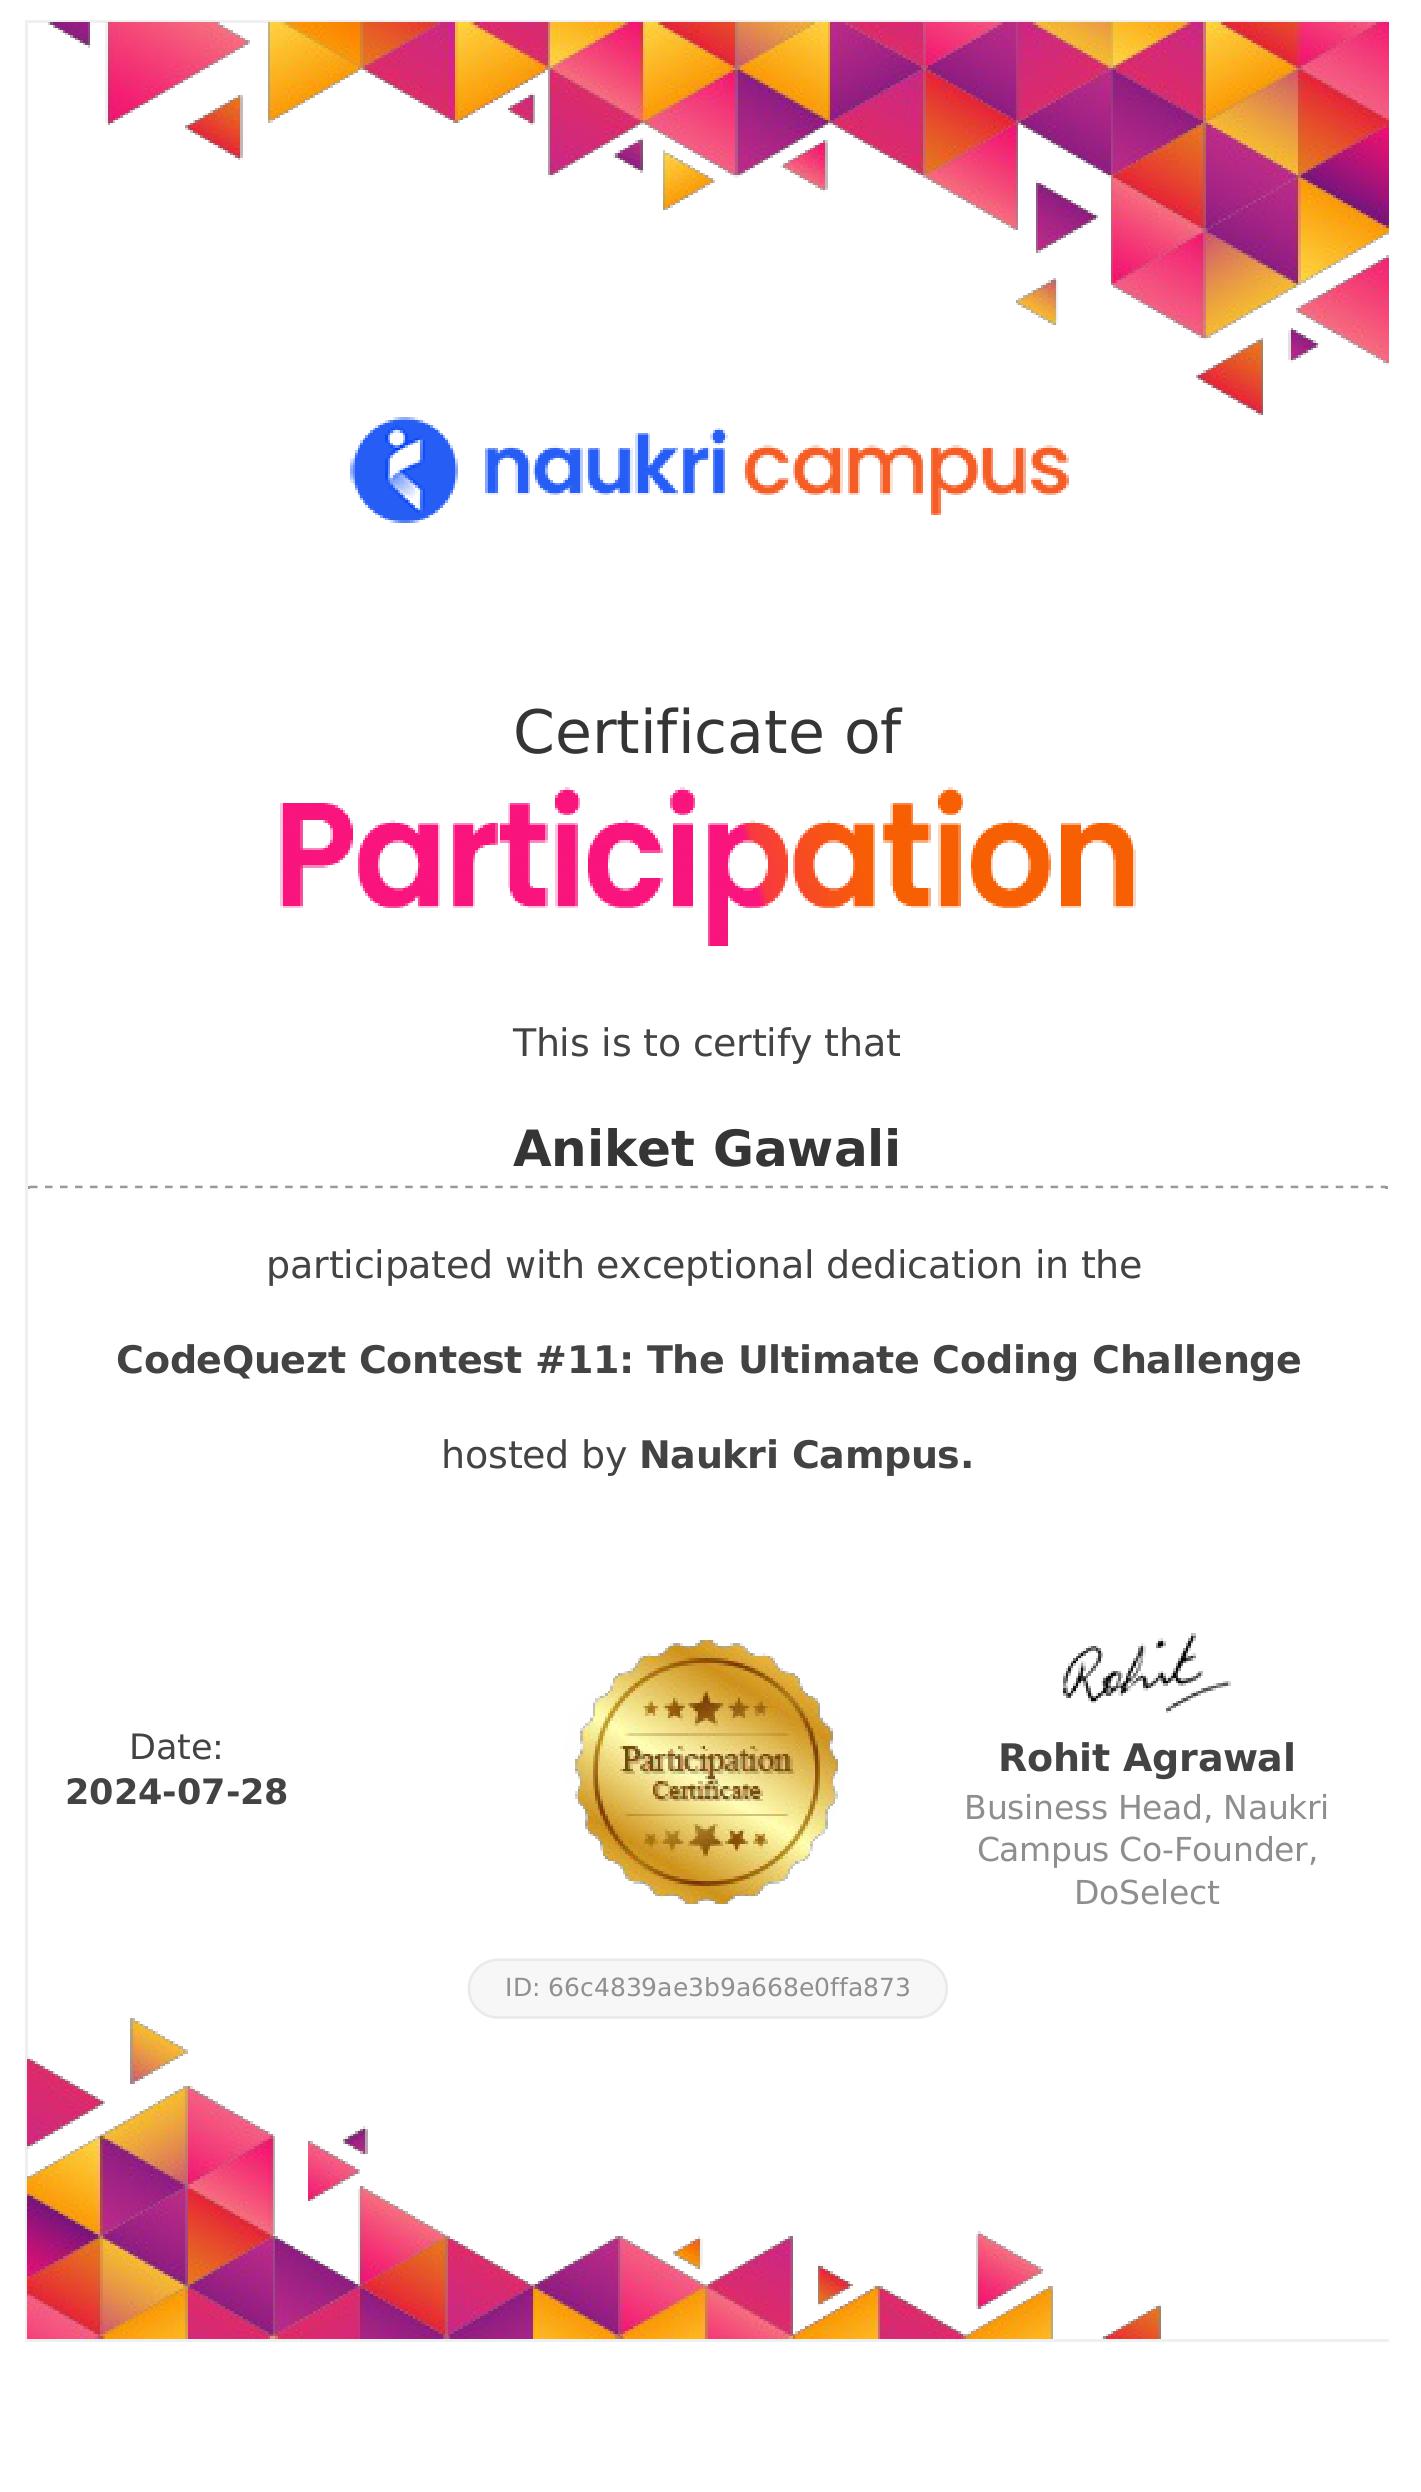 naukri campus
Certificate of
Participation
This is to certify that
Aniket Gawali
participated with exceptional dedication in the
CodeQuezt Contest #11: The Ultimate Coding Challenge
hosted by Naukri Campus.
Date:
2024-07-28
Participation
Certificate
Rohit
Rohit Agrawal
Business Head, Naukri
Campus Co-Founder,
DoSelect
ID: 66c4839ae3b9a668e0ffa873